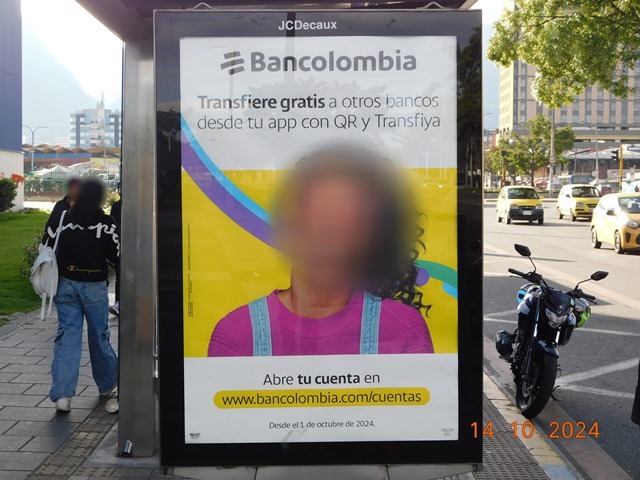 JCDecaux
Bancolombia
Transfiere gratis a otros bancos
desde tu app con QR y Transfiya
Champion
Abre tu cuenta en
www.bancolombia.com/cuentas
Desde el 1 de octubre de 2024.
14 10 2024